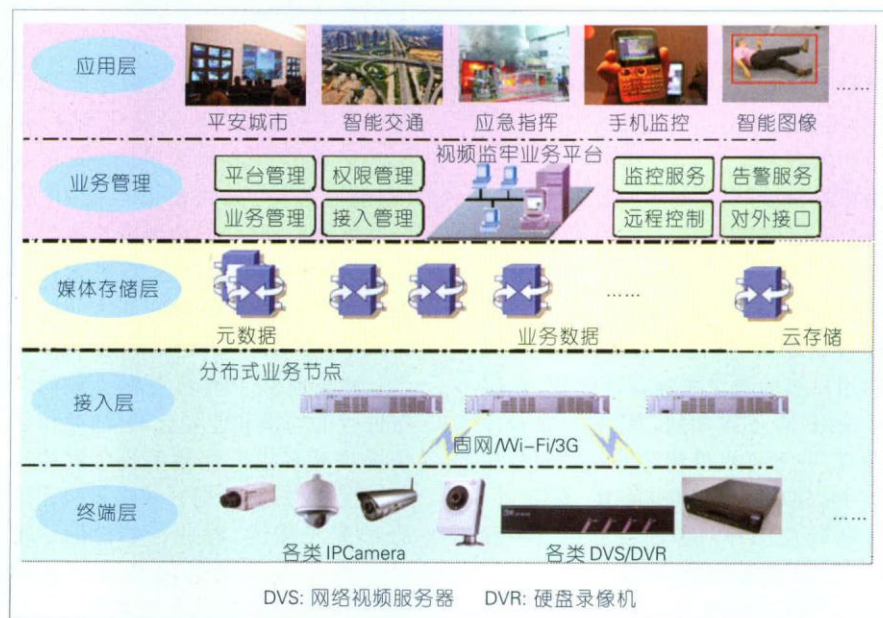 应用层
平安城市 智能交通 应急指挥 手机监控 智能图像 ……
视频监牢业务平台
业务管理
平台管理 权限管理 监控服务 告警服务
业务管理 接入管理 远程控制 对外接口
媒体存储层
……
元数据 业务数据 云存储
分布式业务节点
接入层
固网/Wi-Fi/3G
终端层
……
各类IPCamera 各类DVS/DVR
DVS: 网络视频服务器 DVR: 硬盘录像机